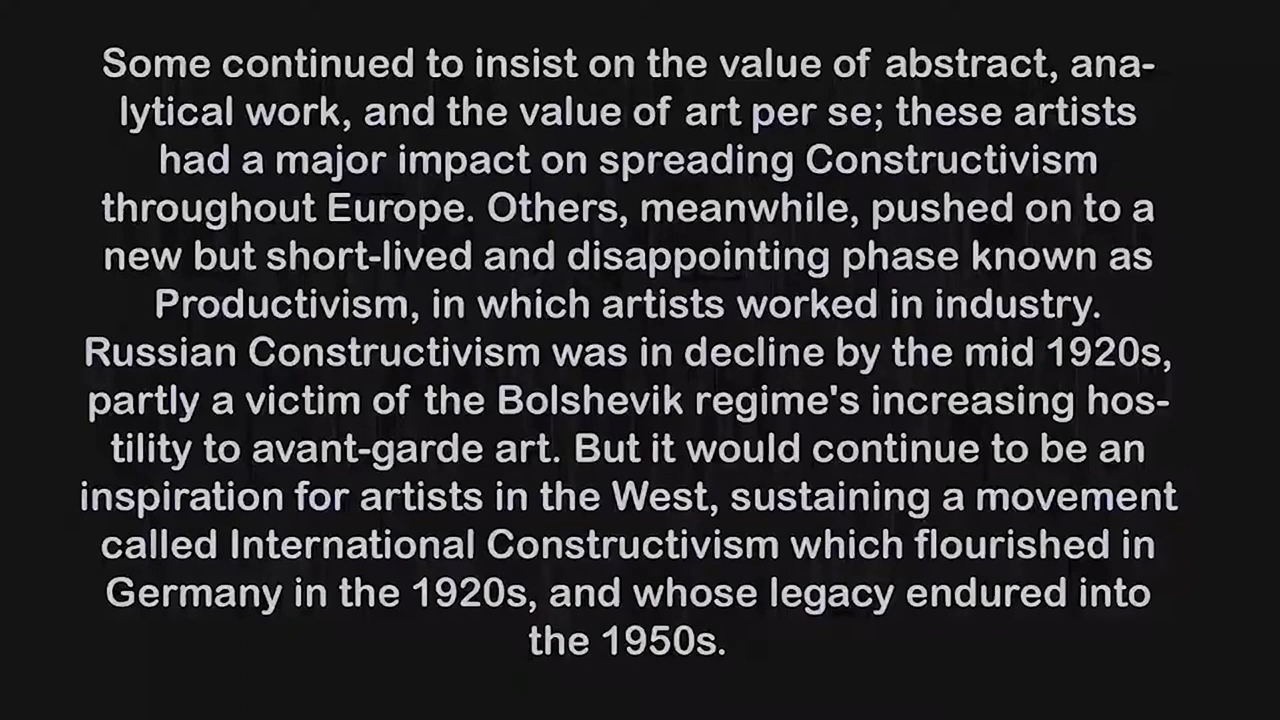 Some continued to insist on the value of abstract, ana-
lytical work, and the value of art per se; these artists
had a major impact on spreading Constructivism
throughout Europe. Others, meanwhile, pushed on to a
new but short-lived and disappointing phase known as
Productivism, in which artists worked in industry.
Russian Constructivism was in decline by the mid 1920s,
partly a victim of the Bolshevik regime's increasing hos-
tility to avant-garde art. But it would continue to be an
inspiration for artists in the West, sustaining a movement
called International Constructivism which flourished in
Germany in the 1920s, and whose legacy endured into
the 1950s.